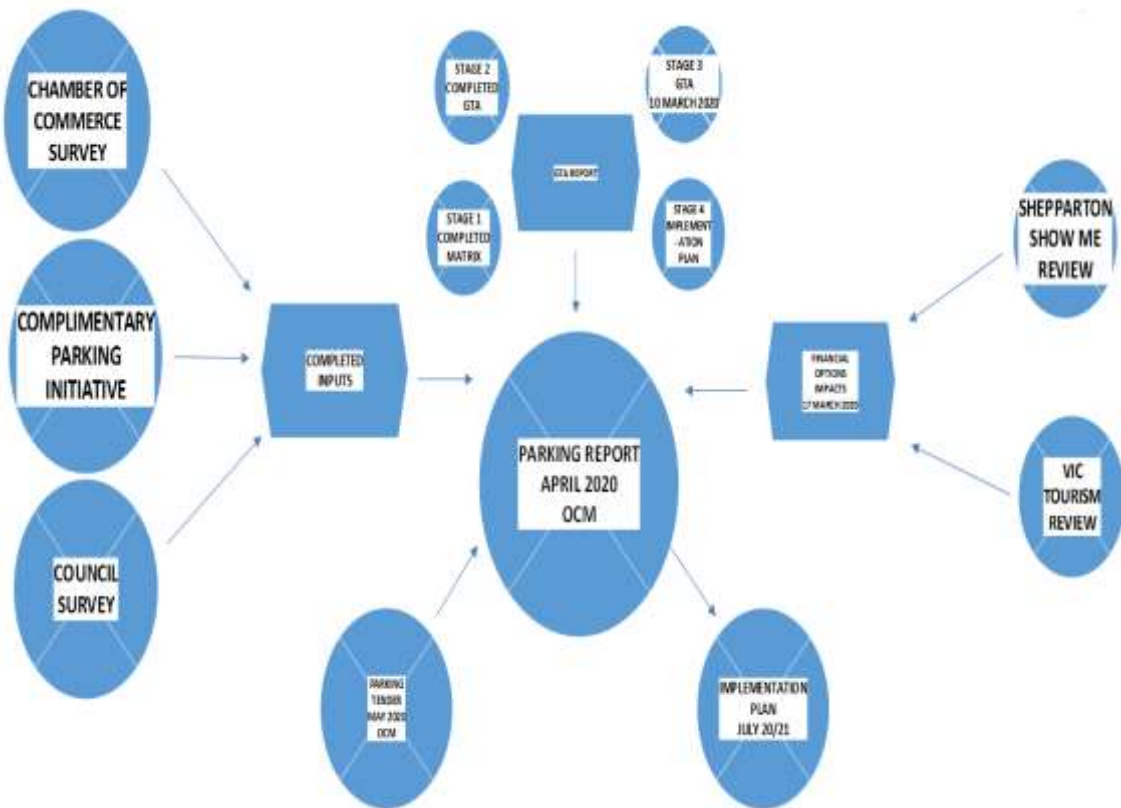 CHAMBER OF
COMMERCE
SURVEY
COMPLIMENTARY
PARKING
INITIATIVE
COUNCIL
SURVEY
COMPLETED
INPUTS
STAGE 2
COMPLETED
GTA
STAGE 3
GTA
10 MARCH 2020
GTA REPORT
STAGE 1
COMPLETED
MATRIX
STAGE 4
IMPLEMENT
-ATION
PLAN
PARKING REPORT
APRIL 2020
OCM
FINANCIAL
OPTIONS
IMPACTS
17 MARCH 2020
SHEPPARTON
SHOW ME
REVIEW
VIC
TOURISM
REVIEW
PARKING
TENDER
MAY 2020
OCM
IMPLEMENTATION
PLAN
JULY 20/21